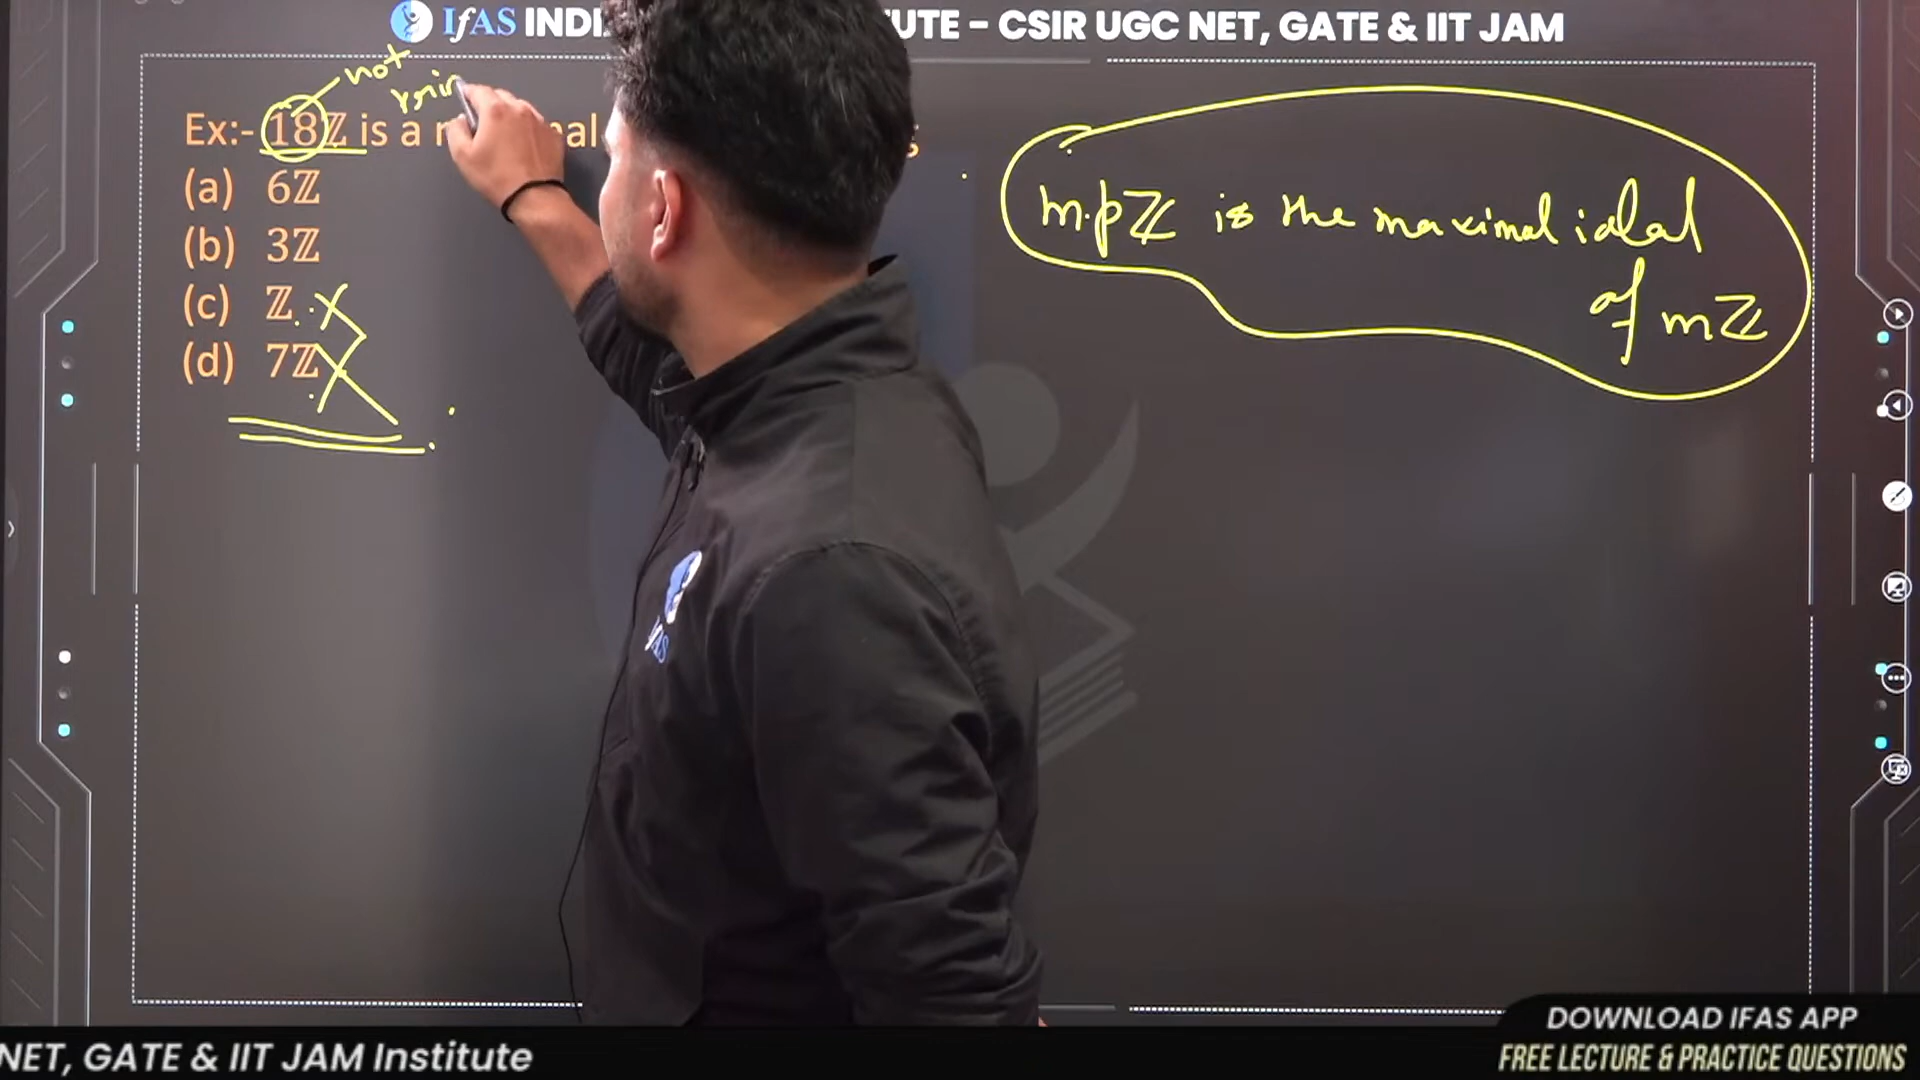 IfAS INDI UTE – CSIR UGC NET, GATE & IIT JAM
not
Ex:- 18ℤ is a
(a) 6ℤ
(b) 3ℤ
(c) ℤ
(d) 7ℤ
m.pℤ is the maximal ideal
of mℤ
IfAS
DOWNLOAD IFAS APP
NET, GATE & IIT JAM Institute
FREE LECTURE & PRACTICE QUESTIONS